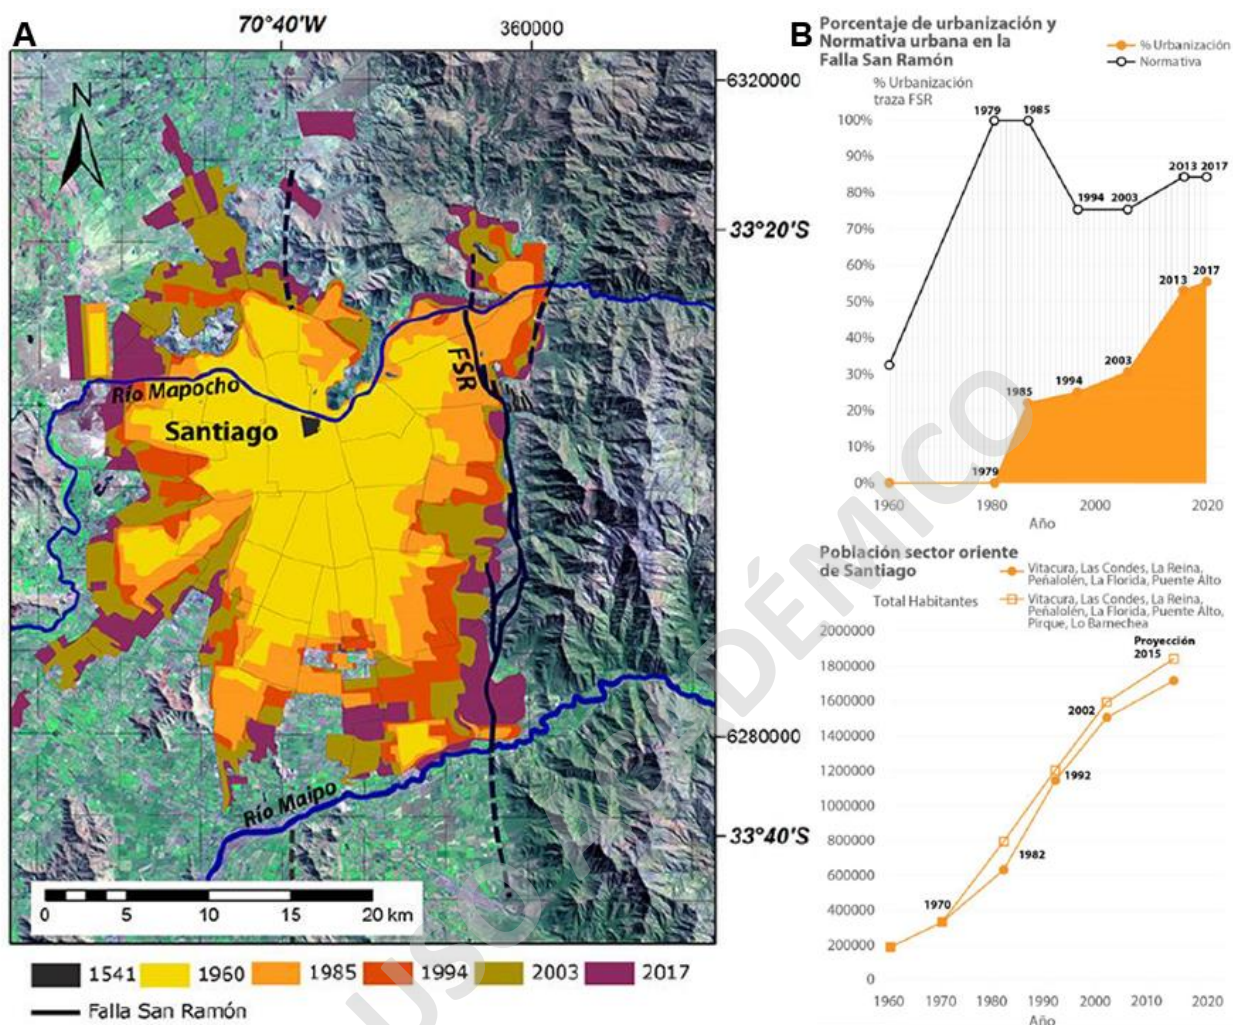 A
70°40'W
360000
6320000
N
33°20'S
FSR
Río Mapocho
Santiago
6280000
Río Maipo
33°40'S
0 5 10 15 20 km
1541 1960 1985 1994 2003 2017
Falla San Ramón
B
Porcentaje de urbanización y
Normativa urbana en la
Falla San Ramón
% Urbanización
Normativa
% Urbanización
traza FSR
100%
90%
80%
70%
60%
50%
40%
30%
20%
10%
0%
1979 1985
1994 2003
2013 2017
1979
1985
1994
2003
2013
2017
1960 1980 2000 2020
Año
Población sector oriente
de Santiago
Vitacura, Las Condes, La Reina,
Peñalolén, La Florida, Puente Alto
Vitacura, Las Condes, La Reina,
Peñalolén, La Florida, Puente Alto,
Pirque, Lo Barnechea
Total Habitantes
2000000
1800000
1600000
1400000
1200000
1000000
800000
600000
400000
200000
0
1970
1982
1992
2002
Proyección
2015
1960 1970 1980 1990 2000 2010 2020
Año